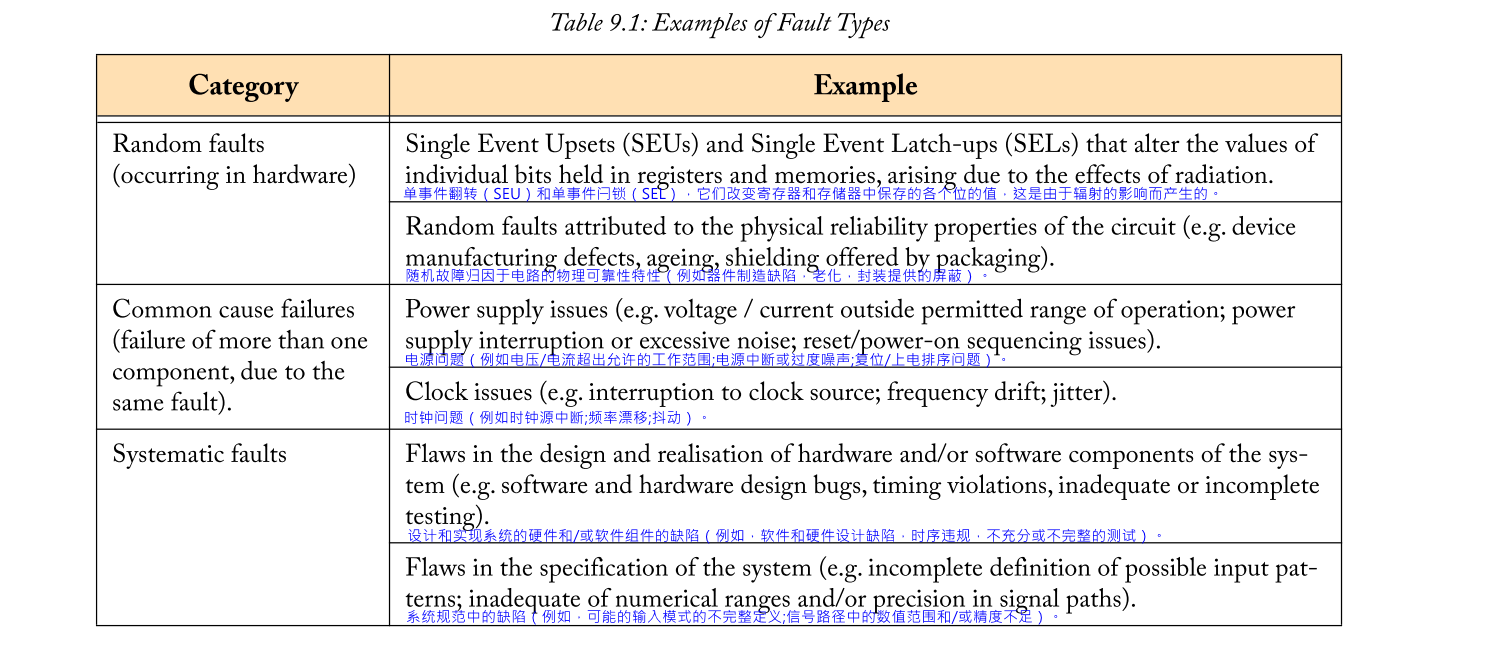 Table 9.1: Examples of Fault Types
Category
Example
Random faults
(occurring in hardware)
Single Event Upsets (SEUs) and Single Event Latch-ups (SELs) that alter the values of
individual bits held in registers and memories, arising due to the effects of radiation.
单事件翻转（SEU）和单事件闩锁（SEL），它们改变寄存器和存储器中保存的各个位的值，这是由于辐射的影响而产生的。
Random faults attributed to the physical reliability properties of the circuit (e.g. device
manufacturing defects, ageing, shielding offered by packaging).
随机故障归因于电路的物理可靠性特性（例如器件制造缺陷，老化，封装提供的屏蔽）。
Common cause failures
(failure of more than one
component, due to the
same fault).
Power supply issues (e.g. voltage / current outside permitted range of operation; power
supply interruption or excessive noise; reset/power-on sequencing issues).
电源问题（例如电压/电流超出允许的工作范围;电源中断或过度噪声;复位/上电排序问题）。
Clock issues (e.g. interruption to clock source; frequency drift; jitter).
时钟问题（例如时钟源中断;频率漂移;抖动）。
Systematic faults
Flaws in the design and realisation of hardware and/or software components of the sys-
tem (e.g. software and hardware design bugs, timing violations, inadequate or incomplete
testing).
设计和实现系统的硬件和/或软件组件的缺陷（例如，软件和硬件设计缺陷，时序违规，不充分或不完整的测试）。
Flaws in the specification of the system (e.g. incomplete definition of possible input pat-
terns; inadequate of numerical ranges and/or precision in signal paths).
系统规范中的缺陷（例如，可能的输入模式的不完整定义;信号路径中的数值范围和/或精度不足）。